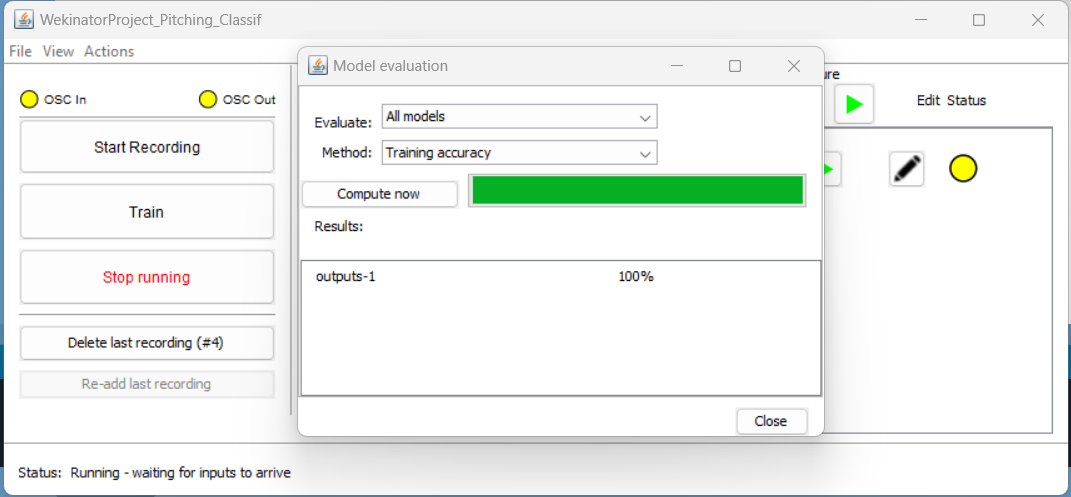 WekinatorProject_Pitching_Classif
File View Actions
OSC In
OSC Out
Start Recording
Train
Stop running
Delete last recording (#4)
Re-add last recording
Model evaluation
Evaluate: All models
Method: Training accuracy
Compute now
Results:
outputs-1 100%
Close
Edit Status
Status: Running - waiting for inputs to arrive